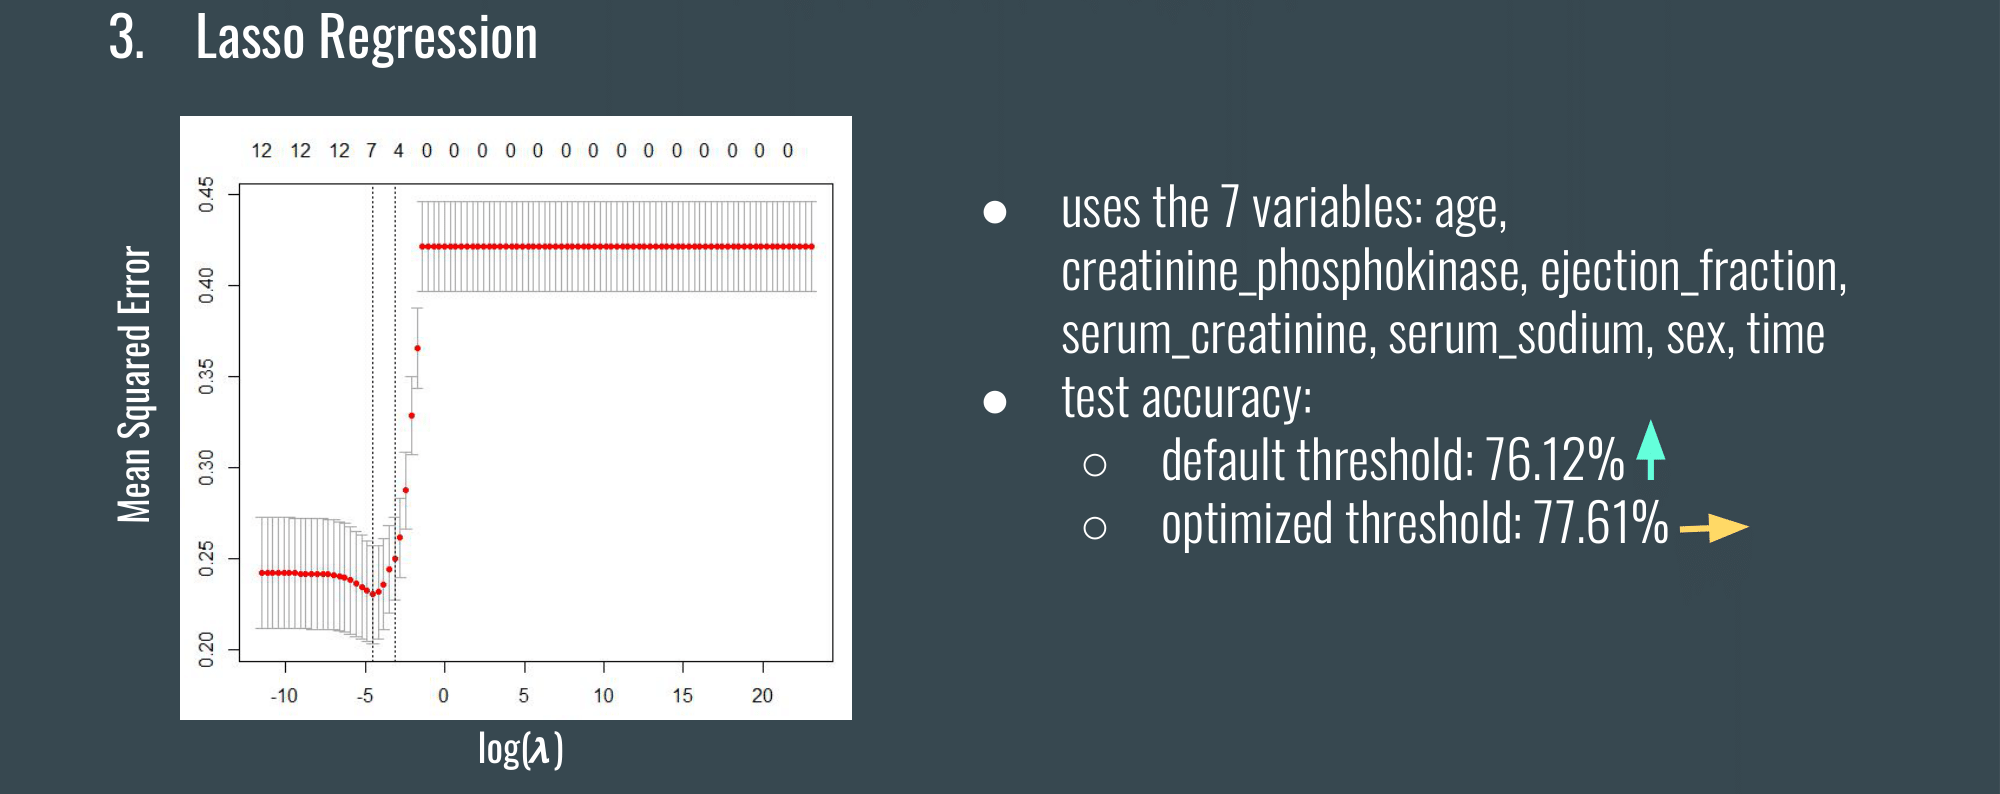 3. Lasso Regression
12 12 12 7 4 0 0 0 0 0 0 0 0 0 0 0 0 0 0
0.45
0.40
0.35
0.30
0.25
0.20
Mean Squared Error
-10 -5 0 5 10 15 20
log(λ)
● uses the 7 variables: age,
creatinine_phosphokinase, ejection_fraction,
serum_creatinine, serum_sodium, sex, time
● test accuracy:
○ default threshold: 76.12%
○ optimized threshold: 77.61%